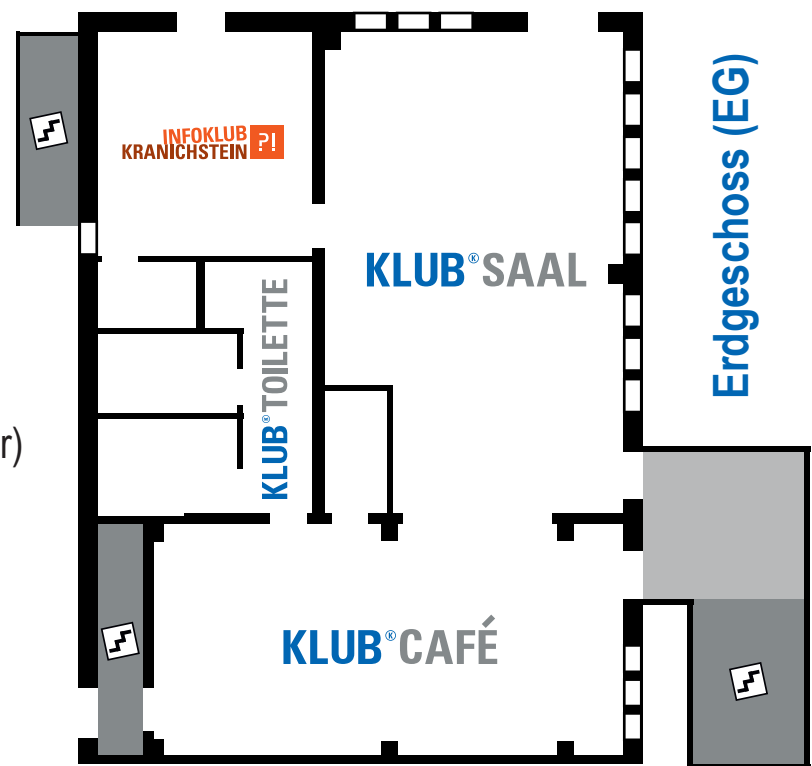 INFOKLUB
KRANICHSTEIN ?!
KLUB® SAAL
Erdgeschoss (EG)
KLUB® TOILETTE
r)
KLUB® CAFÉ